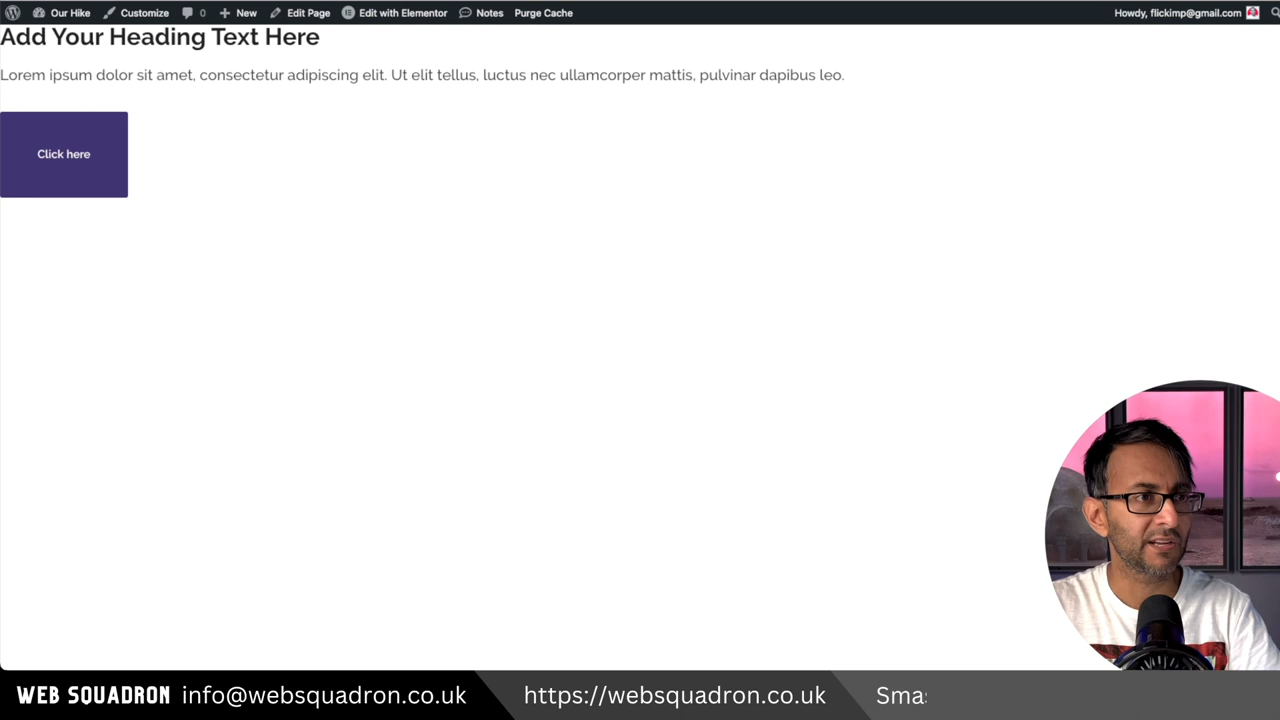 Our Hike Customize 0 New Edit Page Edit with Elementor Notes Purge Cache Howdy, flickimp@gmail.com
Add Your Heading Text Here
Lorem ipsum dolor sit amet, consectetur adipiscing elit. Ut elit tellus, luctus nec ullamcorper mattis, pulvinar dapibus leo.
Click here
WEB SQUADRON info@websquadron.co.uk https://websquadron.co.uk Smas